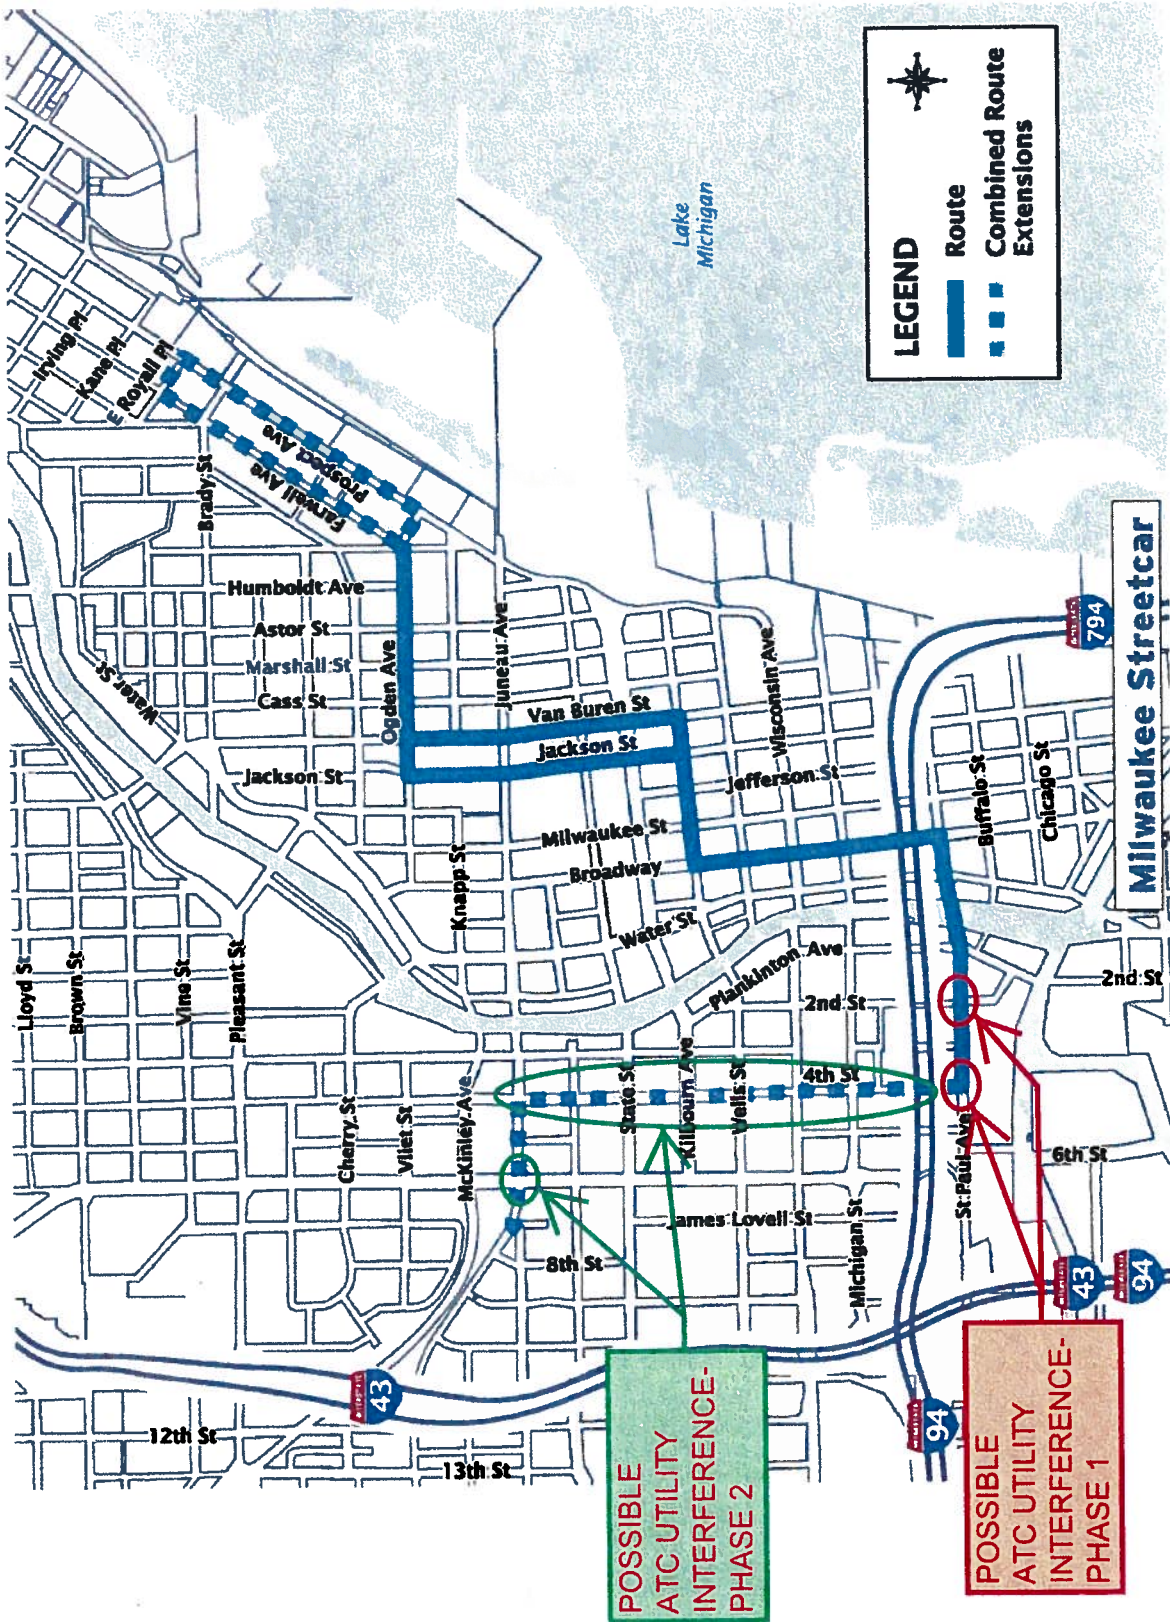 Irving Pl
Kane Pl
Royall Pl
Brady St
Farwell Ave
Prospect Ave
Lake
Michigan
LEGEND
Route
Combined Route
Extensions
Humboldt Ave
Astor St
Marshall St
Cass St
Jackson St
Water St
Ogden Ave
Juneau Ave
Van Buren St
Jackson St
Wisconsin Ave
Jefferson St
Milwaukee St
Broadway
Water St
Knapp St
Plankinton Ave
2nd St
4th St
Lloyd St
Brown St
Vine St
Pleasant St
Cherry St
Vliet St
McKinley Ave
State St
Kilbourn Ave
Wells St
Michigan St
St Paul Ave
Buffalo St
Chicago St
2nd St
6th St
James Lovell St
8th St
12th St
13th St
794
43
94
43
94
Milwaukee Streetcar
POSSIBLE
ATC UTILITY
INTERFERENCE-
PHASE 2
POSSIBLE
ATC UTILITY
INTERFERENCE-
PHASE 1